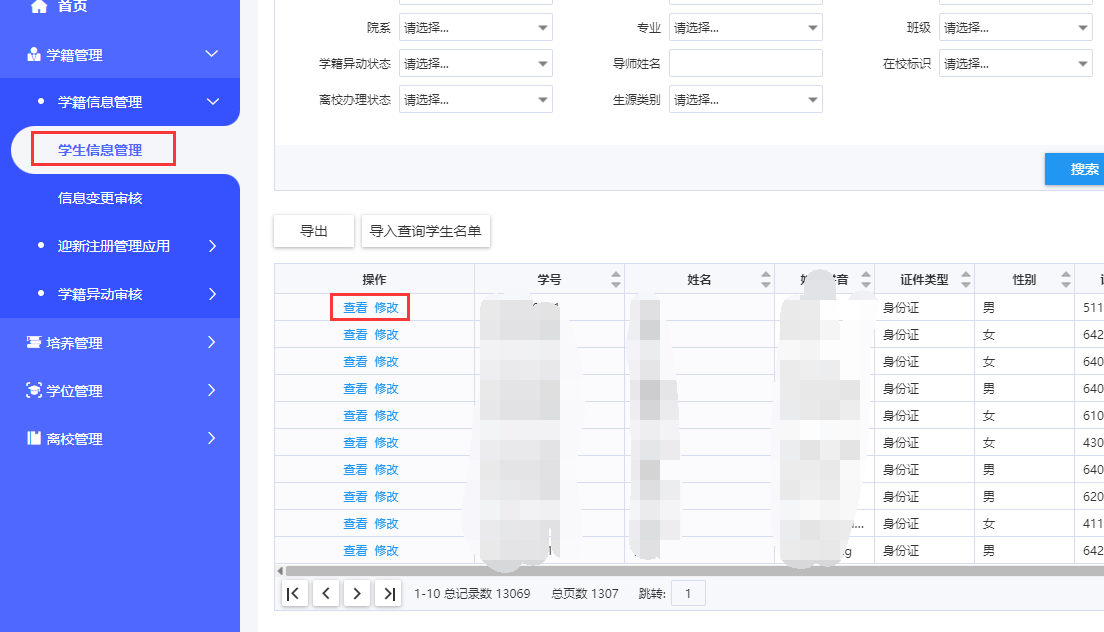 首页
学籍管理
学籍信息管理
学生信息管理
信息变更审核
迎新注册管理应用
学籍异动审核
培养管理
学位管理
离校管理
院系 请选择... 专业 请选择... 班级 请选择...
学籍异动状态 请选择... 导师姓名 在校标识 请选择...
离校办理状态 请选择... 生源类别 请选择...
搜索
导出 导入查询学生名单
操作 学号 姓名 音 证件类型 性别
查看 修改 身份证 男 511
查看 修改 身份证 女 642
查看 修改 身份证 女 640
查看 修改 身份证 男 640
查看 修改 身份证 女 610
查看 修改 身份证 女 430
查看 修改 身份证 男 640
查看 修改 身份证 男 620
查看 修改 ... 身份证 女 411
查看 修改 g 身份证 男 642
1-10 总记录数 13069 总页数 1307 跳转: 1